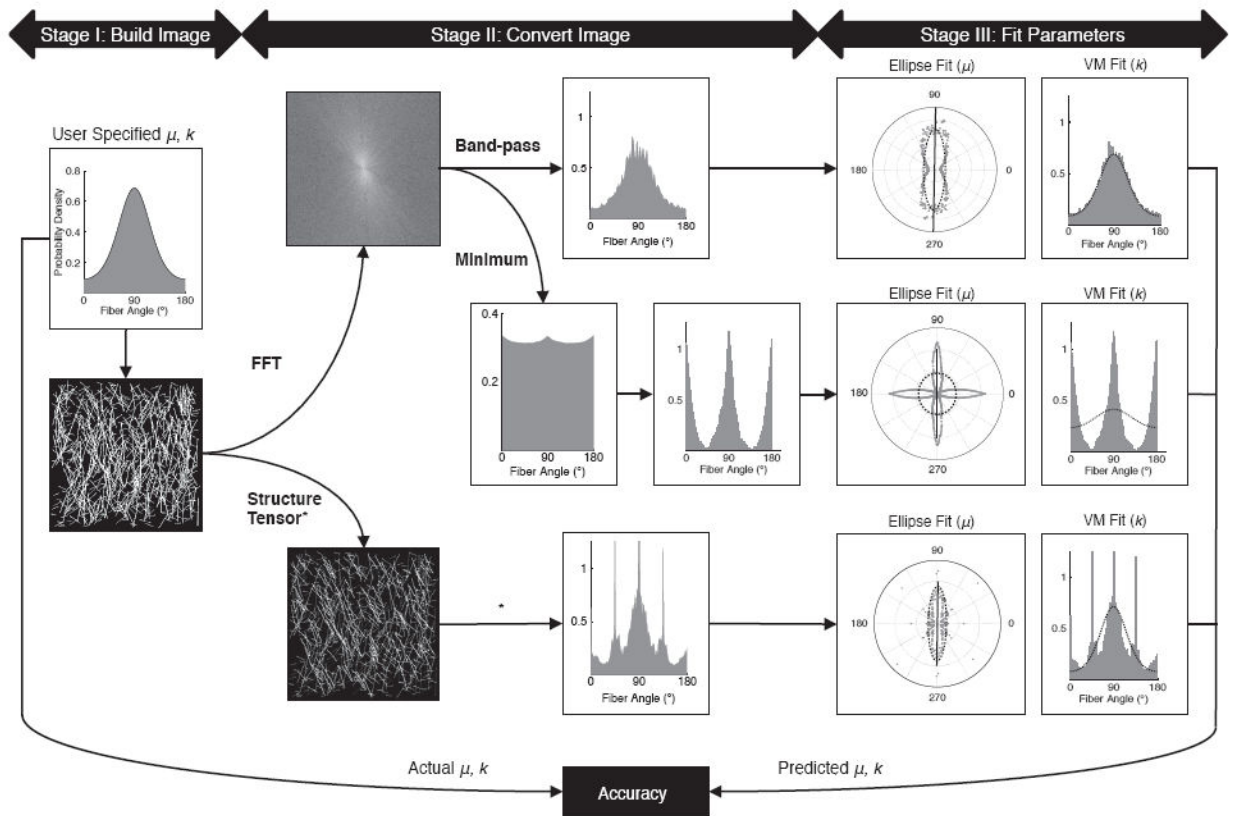 Stage I: Build Image
Stage II: Convert Image
Stage III: Fit Parameters
User Specified μ, k
Probability Density
0.8
0.6
0.4
0.2
0
90
180
Fiber Angle (°)
FFT
Structure
Tensor*
Band-pass
Minimum
1
0.5
0
90
180
Fiber Angle (°)
Ellipse Fit (μ)
90
180
0
270
VM Fit (k)
1
0.5
0
90
180
Fiber Angle (°)
0.4
0.2
0
90
180
Fiber Angle (°)
1
0.5
0
90
180
Fiber Angle (°)
Ellipse Fit (μ)
90
180
0
270
VM Fit (k)
1
0.5
0
90
180
Fiber Angle (°)
*
1
0.5
0
90
180
Fiber Angle (°)
Ellipse Fit (μ)
90
180
0
270
VM Fit (k)
1
0.5
0
90
180
Fiber Angle (°)
Actual μ, k
Accuracy
Predicted μ, k